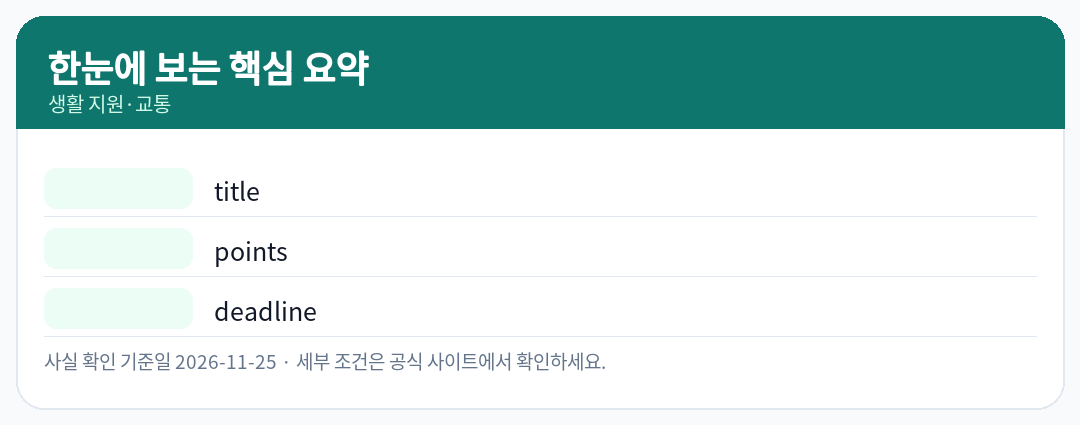 한눈에 보는 핵심 요약
생활 지원·교통
title
points
deadline
사실 확인 기준일 2026-11-25 · 세부 조건은 공식 사이트에서 확인하세요.